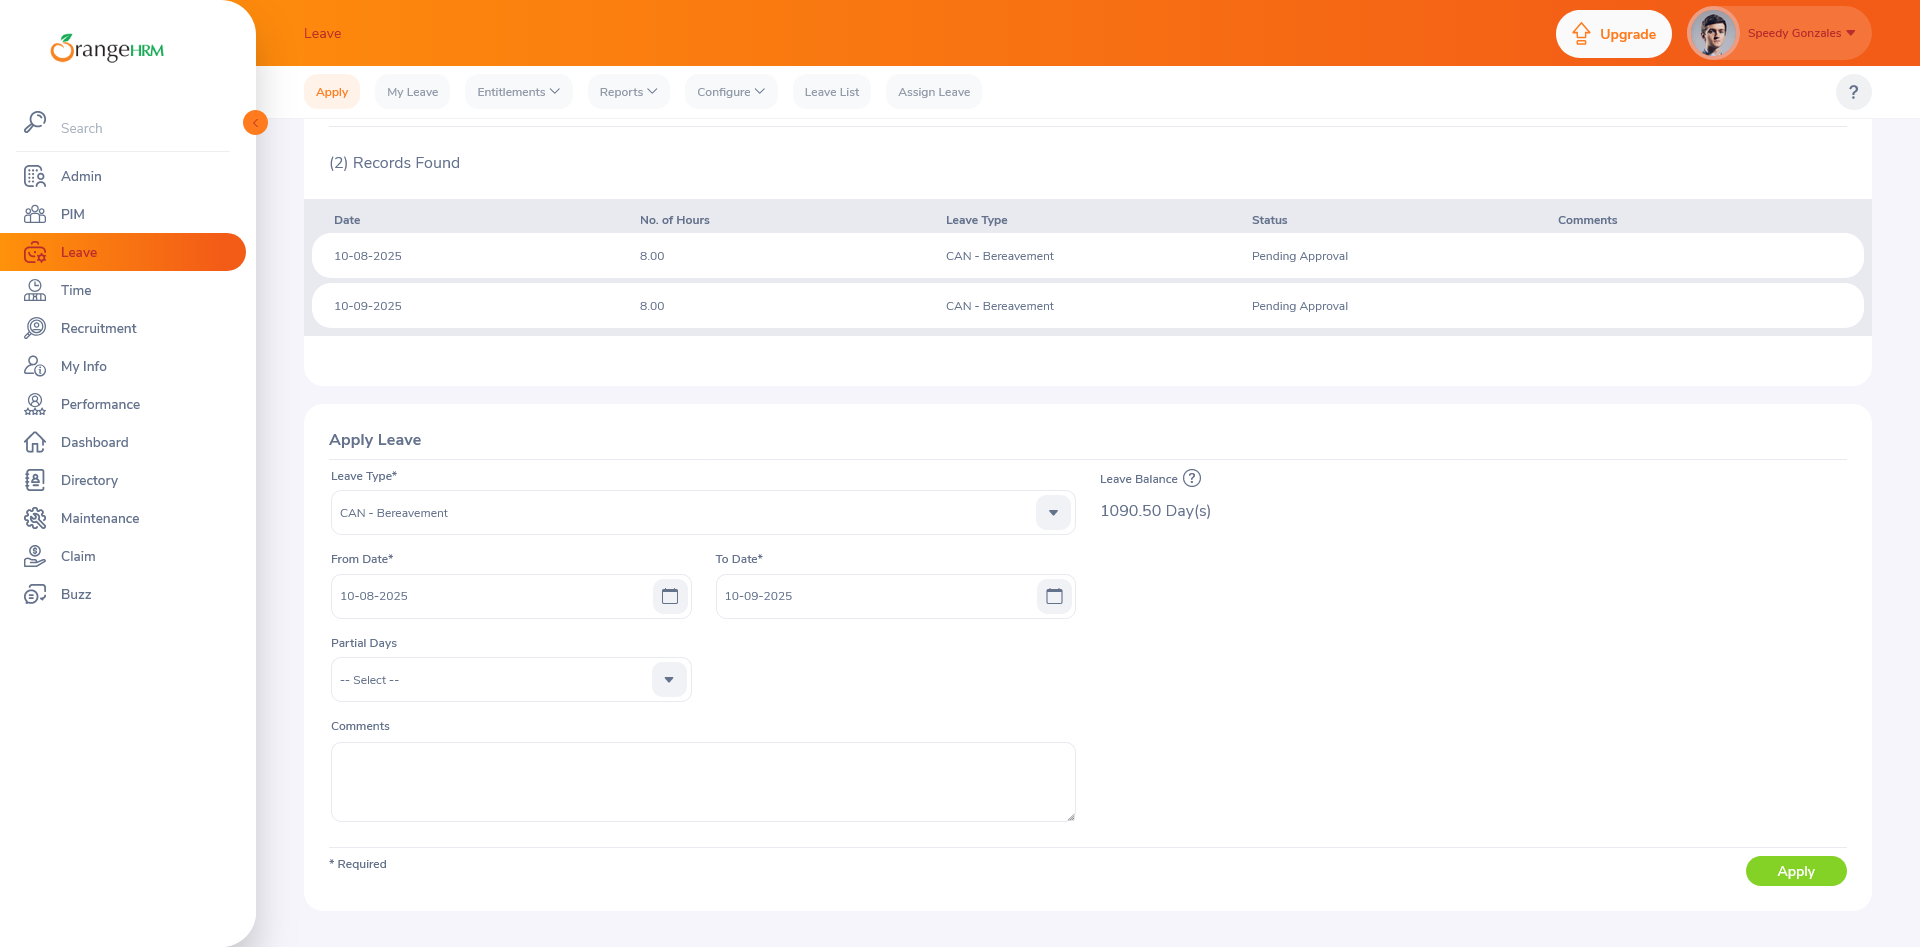 OrangeHRM
Leave
Upgrade
Speedy Gonzales
Apply
My Leave
Entitlements
Reports
Configure
Leave List
Assign Leave
?
Search
Admin
PIM
Leave
Time
Recruitment
My Info
Performance
Dashboard
Directory
Maintenance
Claim
Buzz
(2) Records Found
Date No. of Hours Leave Type Status Comments
10-08-2025 8.00 CAN - Bereavement Pending Approval
10-09-2025 8.00 CAN - Bereavement Pending Approval
Apply Leave
Leave Type*
CAN - Bereavement
Leave Balance ?
1090.50 Day(s)
From Date*
10-08-2025
To Date*
10-09-2025
Partial Days
-- Select --
Comments
* Required
Apply